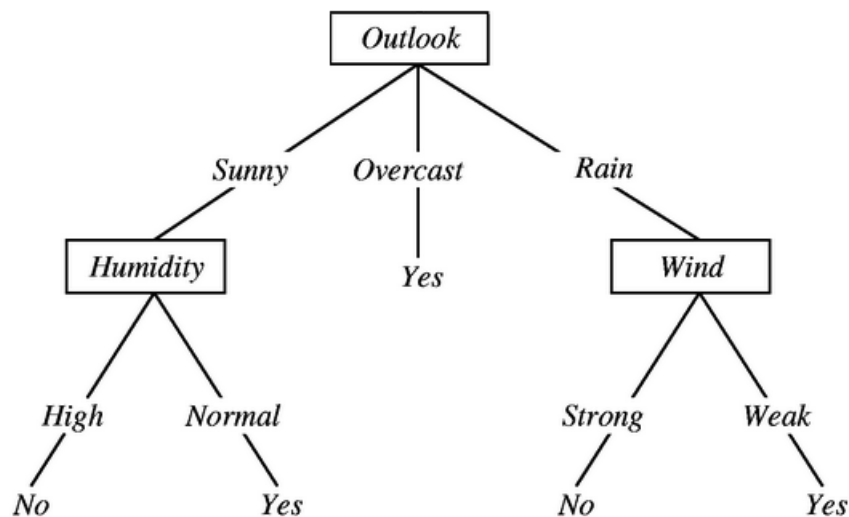 Outlook
Sunny Overcast Rain
Humidity Yes Wind
High Normal Strong Weak
No Yes No Yes